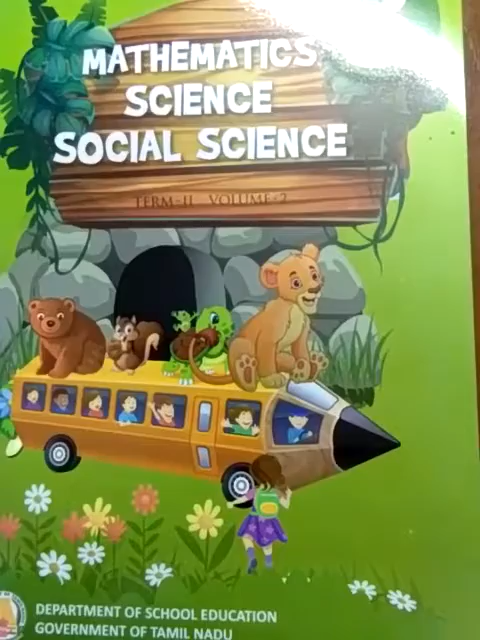 MATHEMATICS
SCIENCE
SOCIAL SCIENCE
TERM-II VOLUME-2
DEPARTMENT OF SCHOOL EDUCATION
GOVERNMENT OF TAMIL NADU